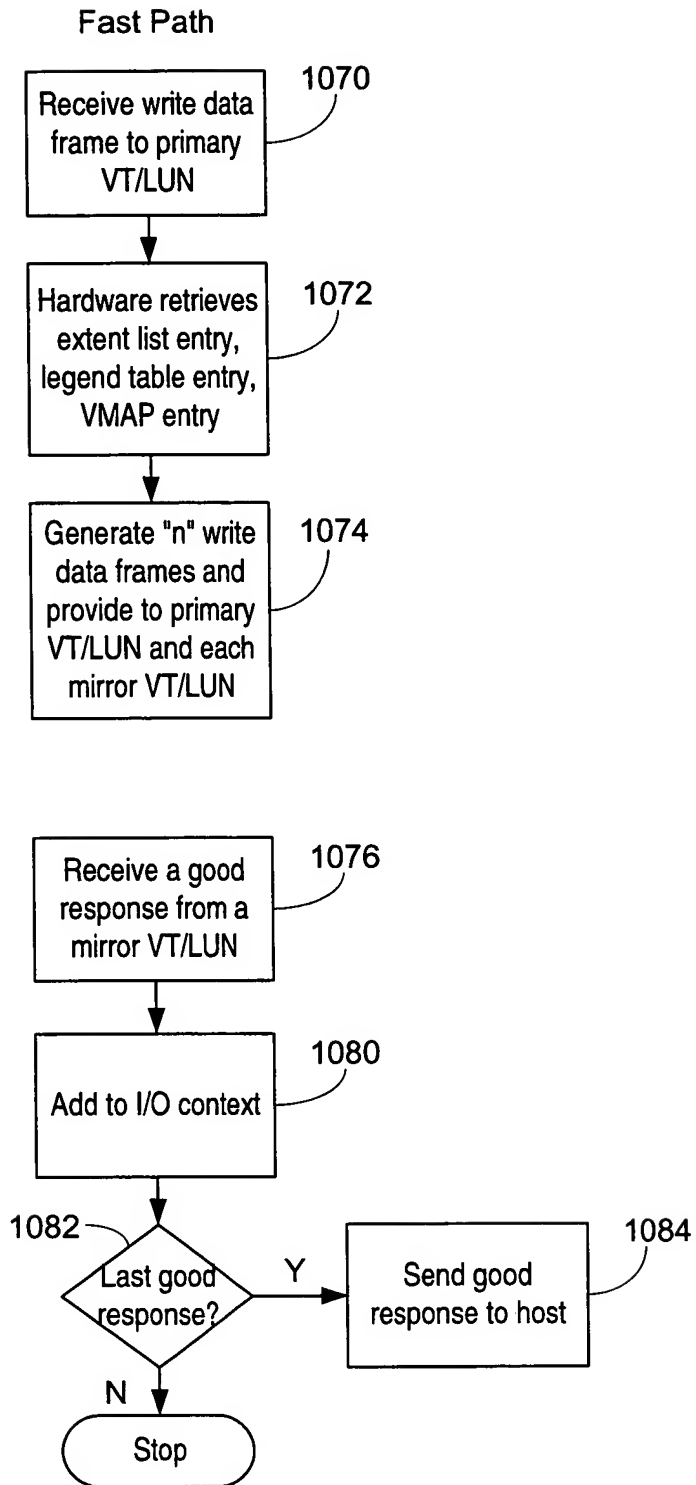 Fast Path
1070
Receive write data
frame to primary
VT/LUN
1072
Hardware retrieves
extent list entry,
legend table entry,
VMAP entry
1074
Generate "n" write
data frames and
provide to primary
VT/LUN and each
mirror VT/LUN
1076
Receive a good
response from a
mirror VT/LUN
1080
Add to I/O context
1082
Last good
response?
Y
1084
Send good
response to host
N
Stop